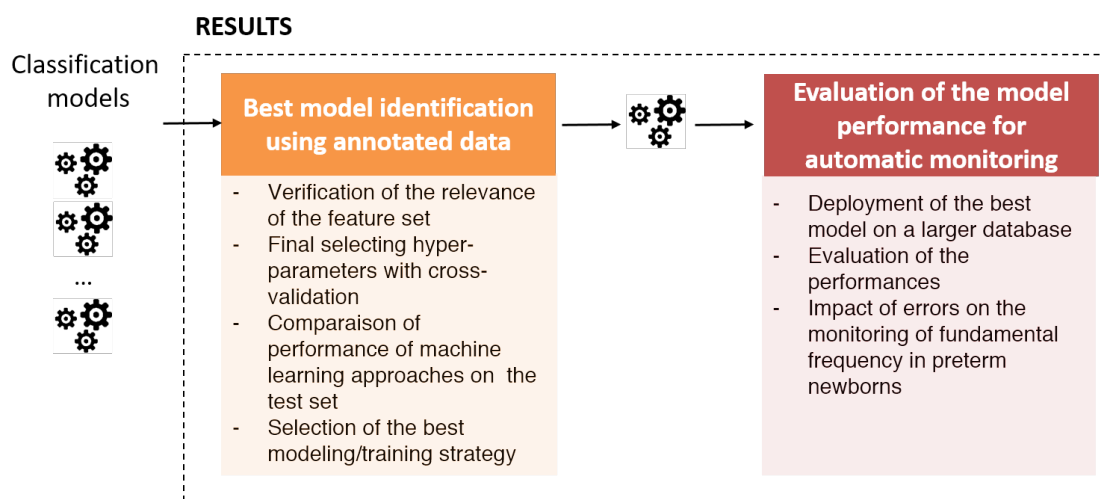 RESULTS
Classification
models
...
Best model identification
using annotated data
- Verification of the relevance
of the feature set
- Final selecting hyper-
parameters with cross-
validation
- Comparaison of
performance of machine
learning approaches on the
test set
- Selection of the best
modeling/training strategy
Evaluation of the model
performance for
automatic monitoring
- Deployment of the best
model on a larger database
- Evaluation of the
performances
- Impact of errors on the
monitoring of fundamental
frequency in preterm
newborns